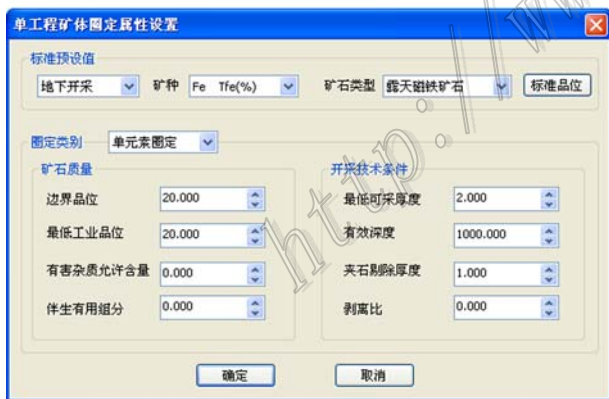 单工程矿体圈定属性设置
标准预设值
地下开采 矿种 Fe Tfe(%) 矿石类型 露天磁铁矿石 标准品位
圈定类别 单元素圈定
矿石质量 开采技术条件
边界品位 20.000 最低可采厚度 2.000
最低工业品位 20.000 有效深度 1000.000
有害杂质允许含量 0.000 夹石剔除厚度 1.000
伴生有用组分 0.000 剥离比 0.000
确定 取消
http://www